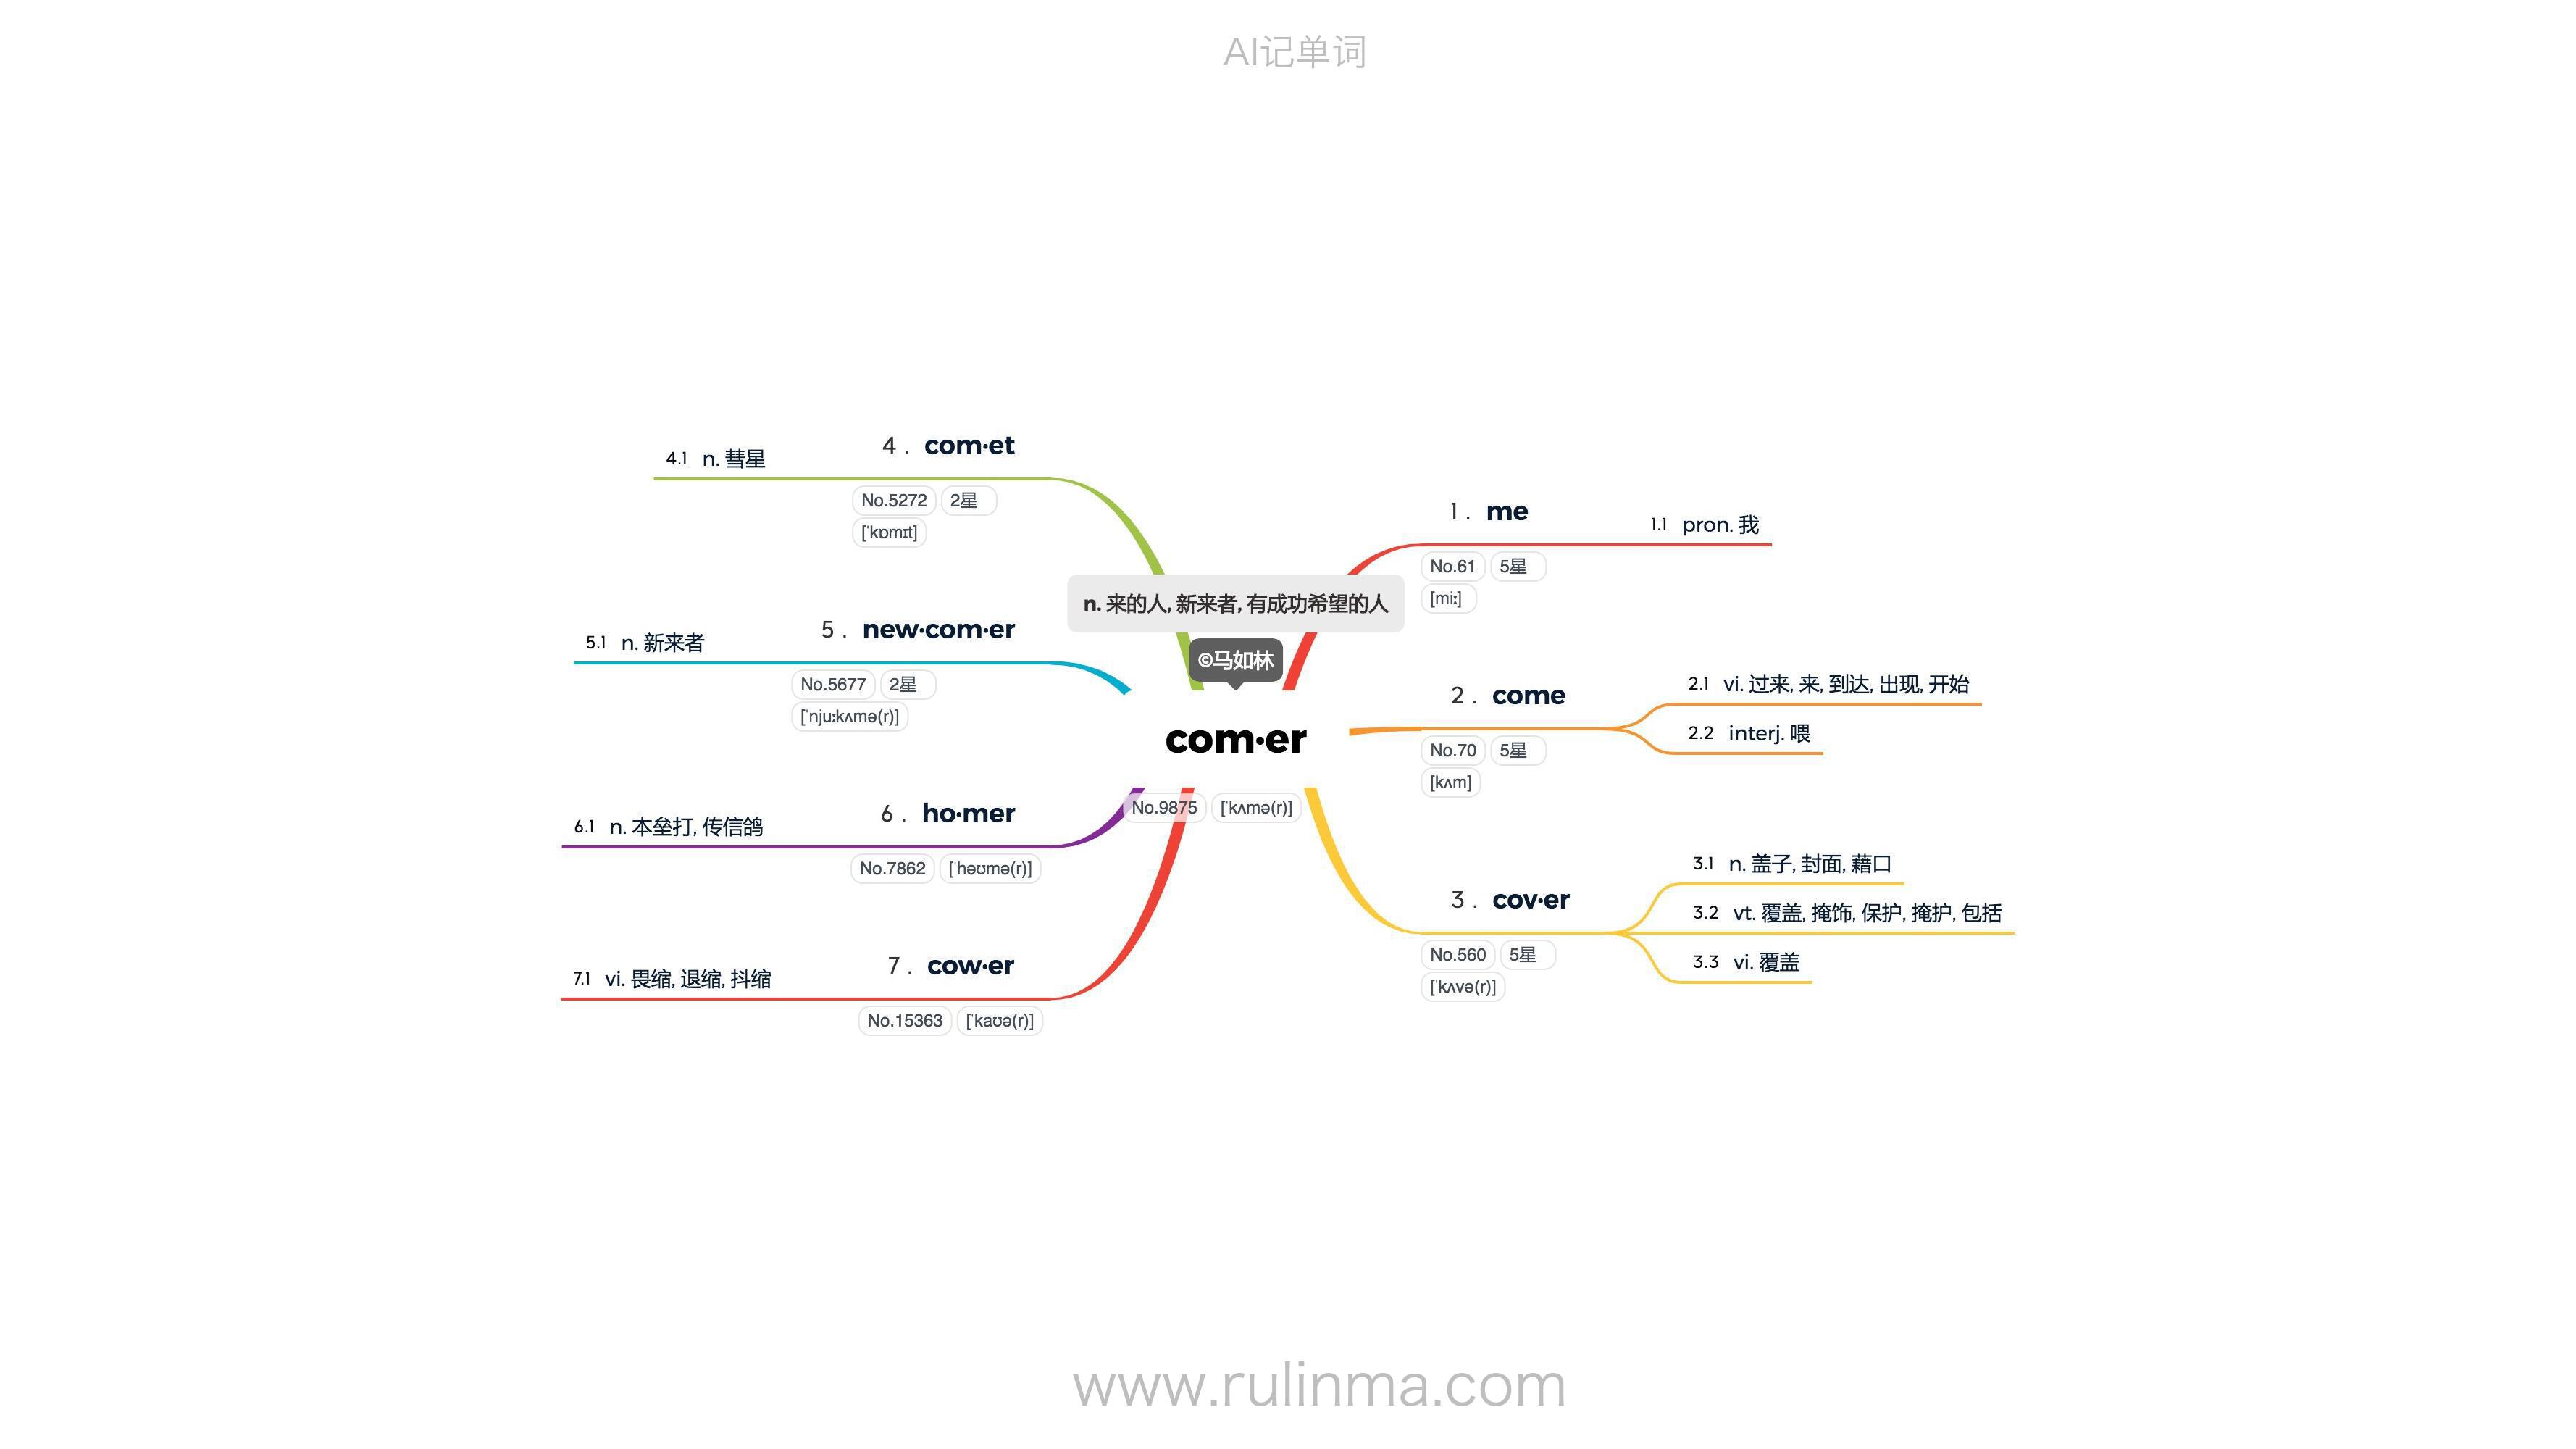 AI记单词
n. 来的人, 新来者, 有成功希望的人
©马如林
com·er
No.9875 [ˈkʌmə(r)]
1 . me
No.61 5星
[miː]
1.1 pron. 我
2 . come
No.70 5星
[kʌm]
2.1 vi. 过来, 来, 到达, 出现, 开始
2.2 interj. 喂
3 . cov·er
No.560 5星
[ˈkʌvə(r)]
3.1 n. 盖子, 封面, 藉口
3.2 vt. 覆盖, 掩饰, 保护, 掩护, 包括
3.3 vi. 覆盖
4 . com·et
No.5272 2星
[ˈkɒmɪt]
4.1 n. 彗星
5 . new·com·er
No.5677 2星
[ˈnjuːkʌmə(r)]
5.1 n. 新来者
6 . ho·mer
No.7862 [ˈhəʊmə(r)]
6.1 n. 本垒打, 传信鸽
7 . cow·er
No.15363 [ˈkaʊə(r)]
7.1 vi. 畏缩, 退缩, 抖缩
www.rulinma.com